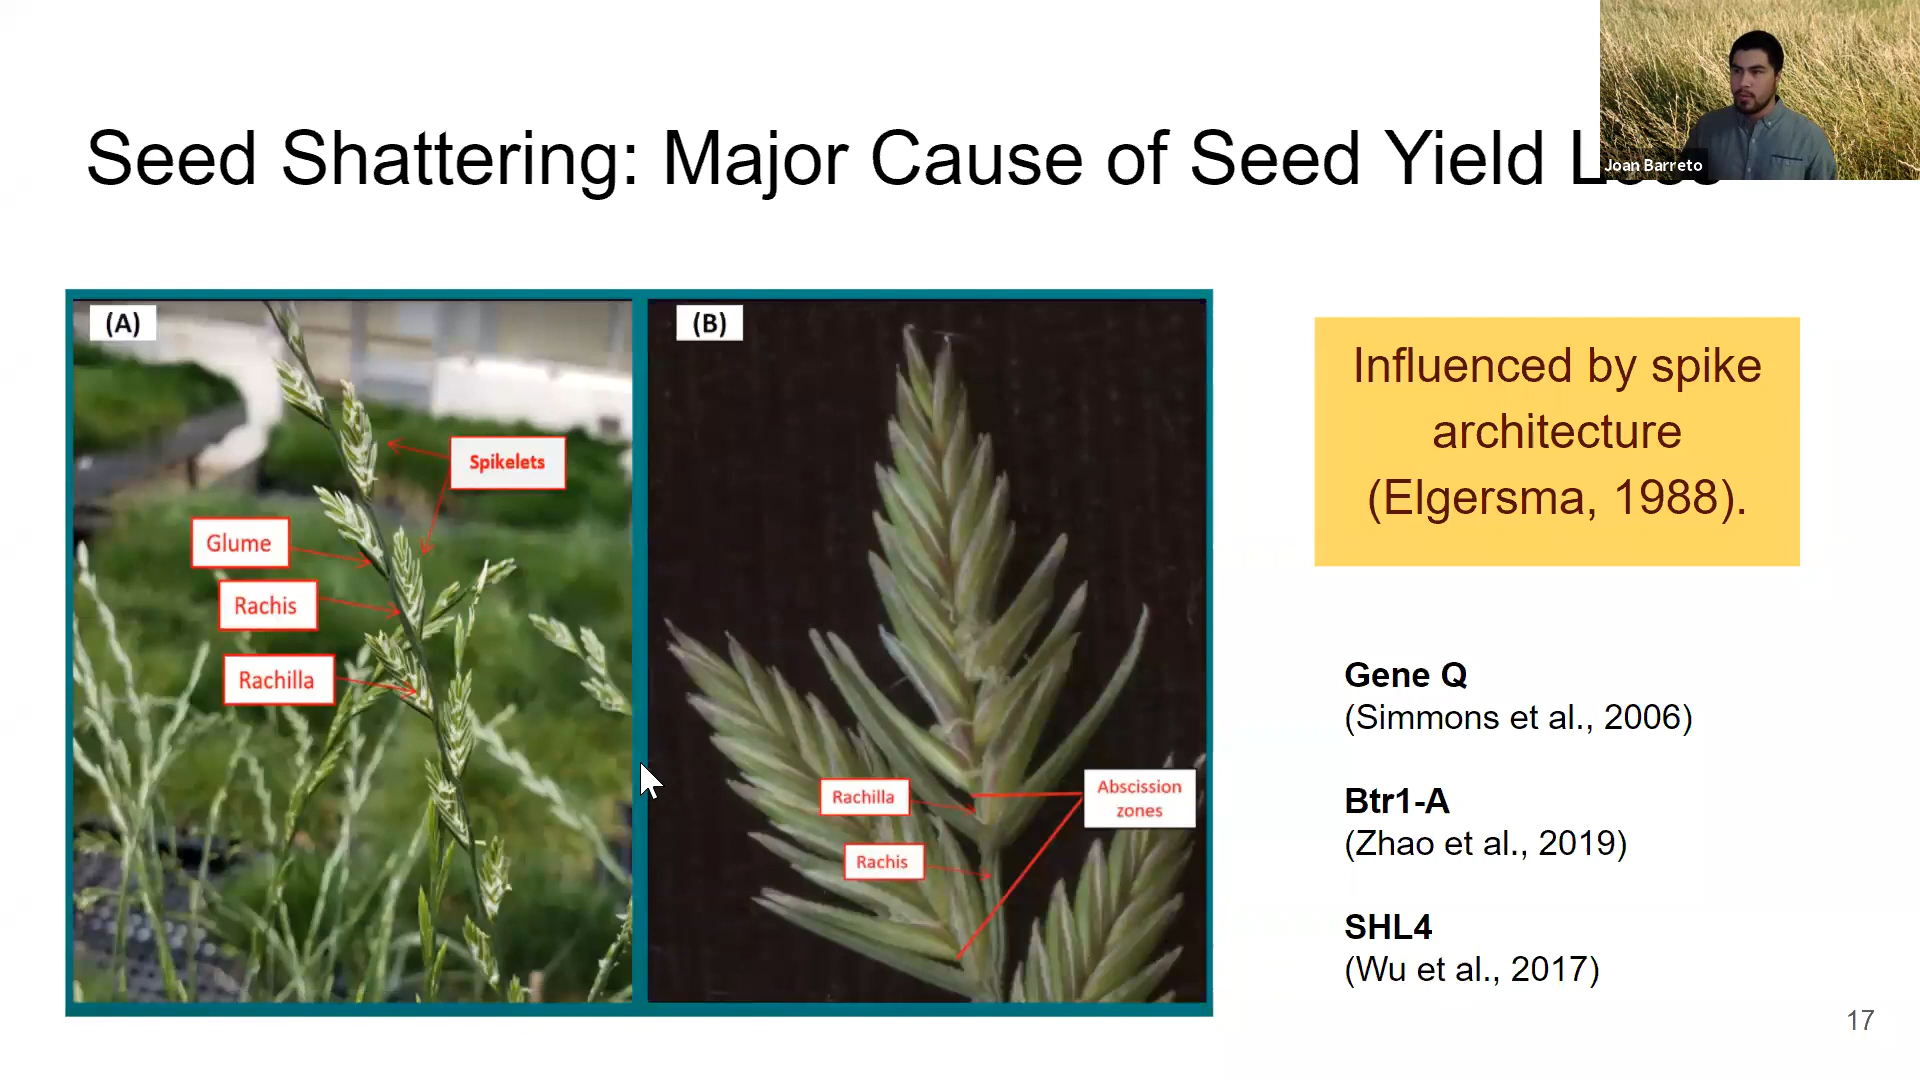 Seed Shattering: Major Cause of Seed Yield
Joan Barreto
(A)
Spikelets
Glume
Rachis
Rachilla
(B)
Rachilla
Rachis
Abscission
zones
Influenced by spike
architecture
(Elgersma, 1988).
Gene Q
(Simmons et al., 2006)
Btr1-A
(Zhao et al., 2019)
SHL4
(Wu et al., 2017)
17